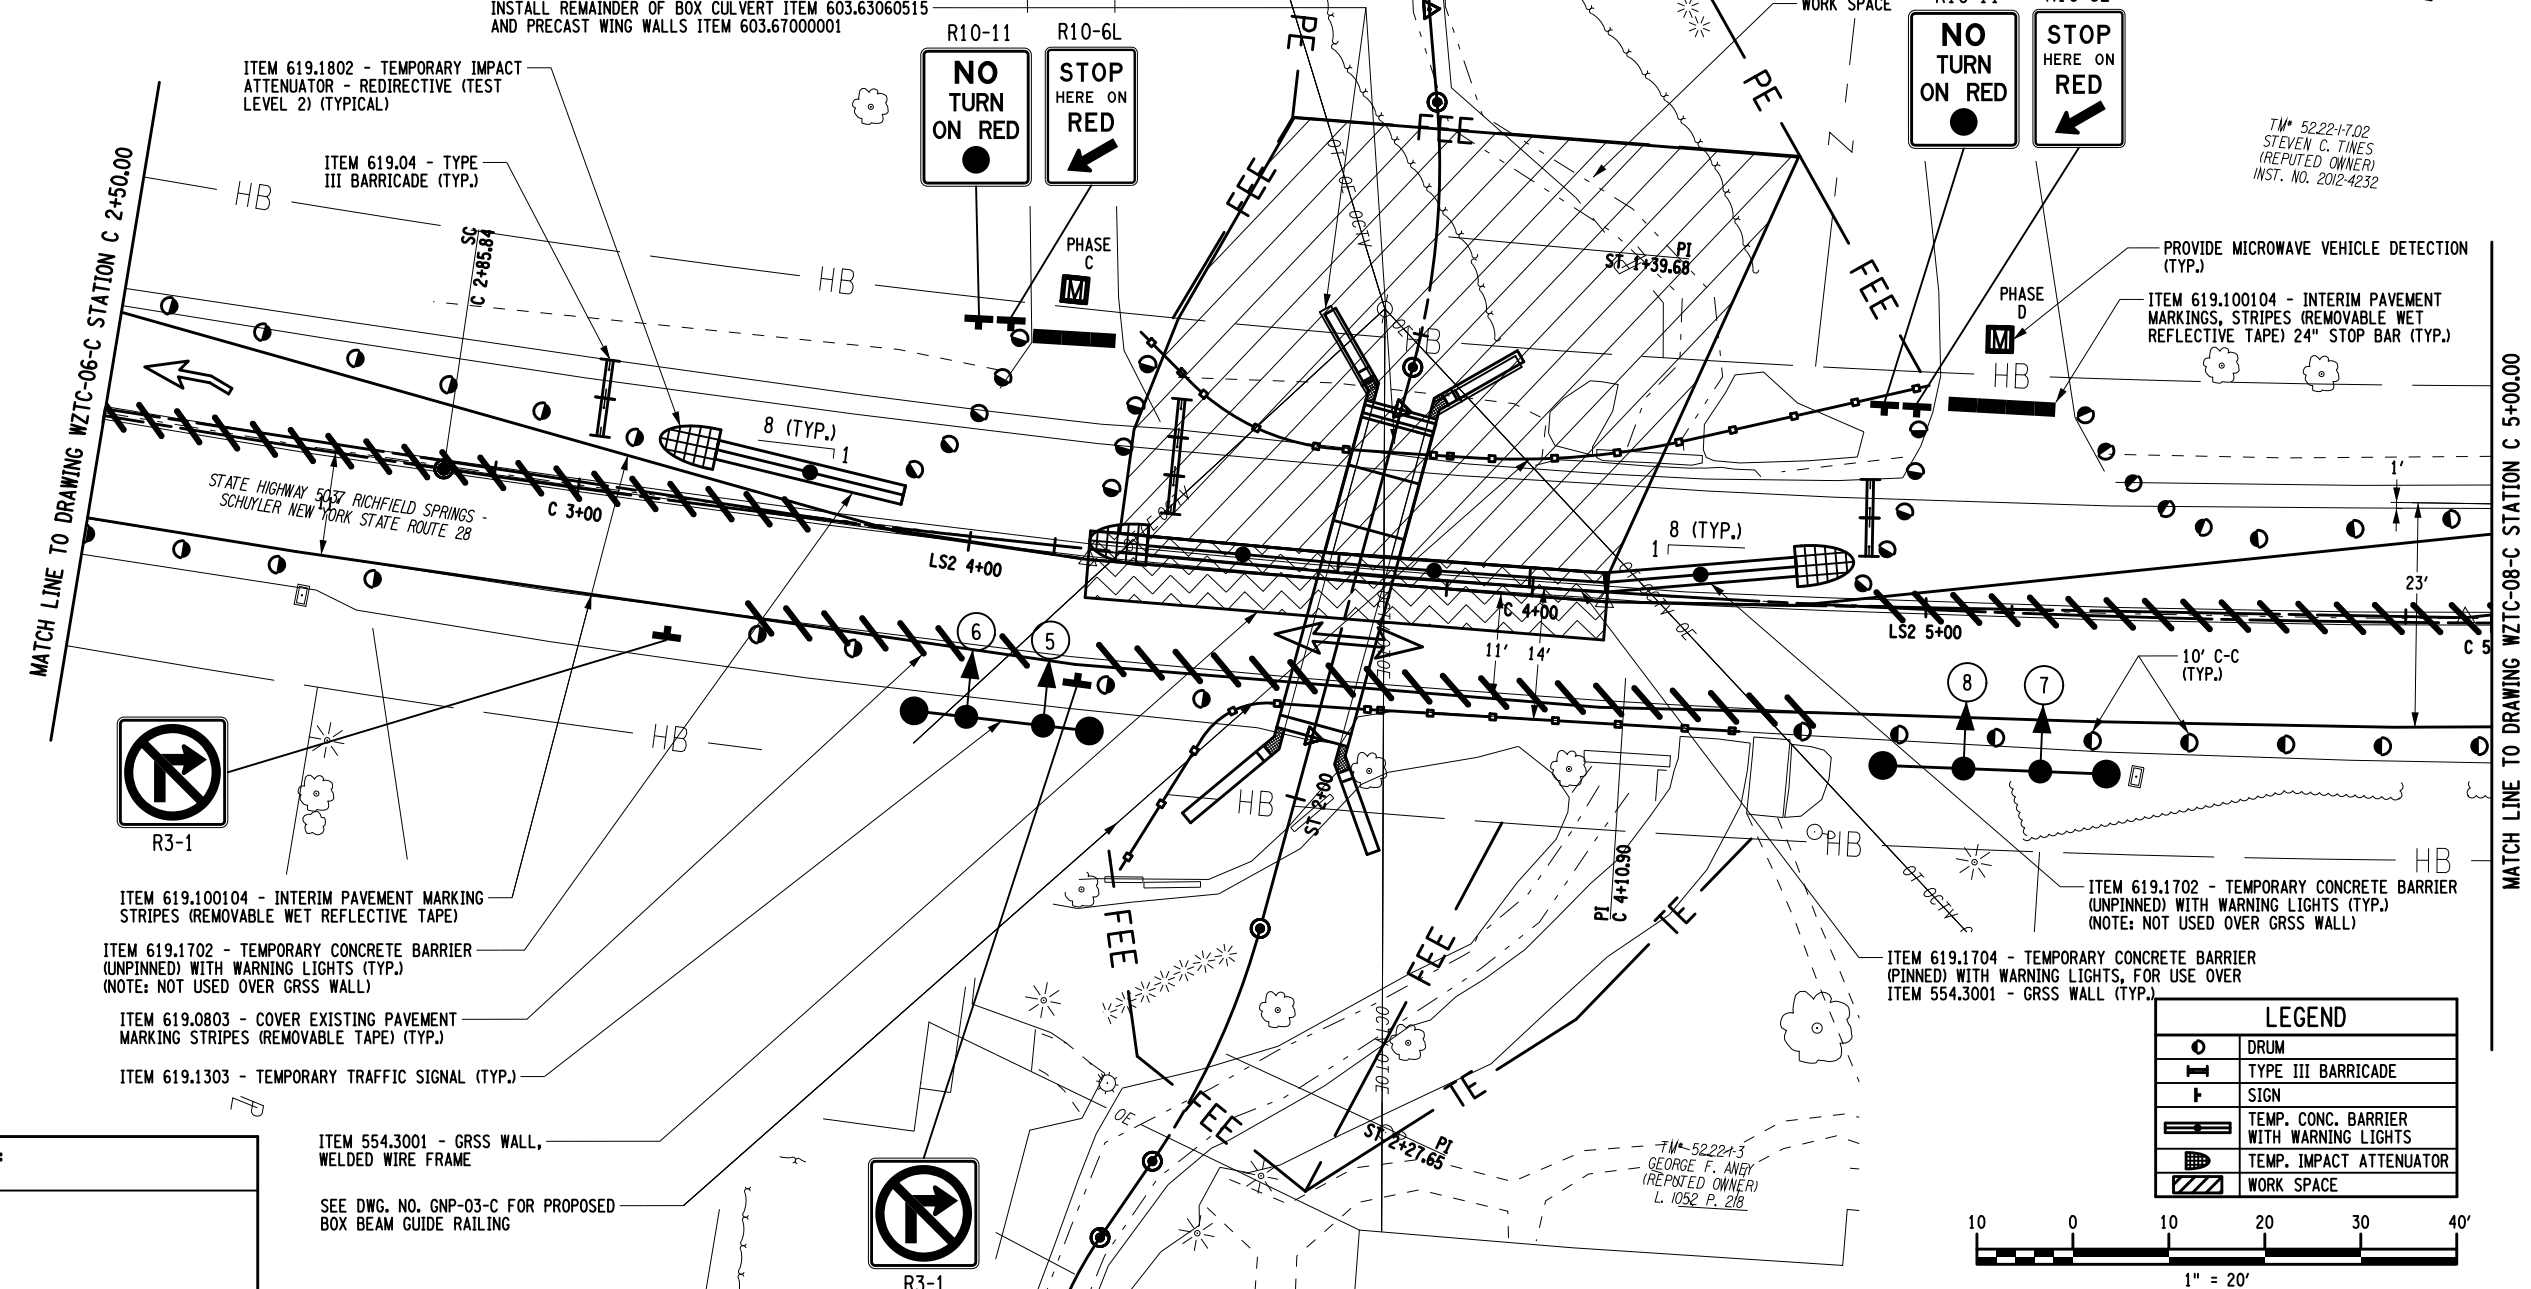 INSTALL REMAINDER OF BOX CULVERT ITEM 603.63060515
AND PRECAST WING WALLS ITEM 603.67000001
WORK SPACE
R10-11
R10-6L
NO
TURN
ON RED
STOP
HERE ON
RED
NO
TURN
ON RED
STOP
HERE ON
RED
ITEM 619.1802 - TEMPORARY IMPACT
ATTENUATOR - REDIRECTIVE (TEST
LEVEL 2) (TYPICAL)
ITEM 619.04 - TYPE
III BARRICADE (TYP.)
MATCH LINE TO DRAWING WZTC-06-C STATION C 2+50.00
HB
SC
C 2+85.84
HB
PHASE
C
M
PE
FEE
FEE
OT OE OCTV
PE
FEE
Z
PI
ST 1+39.68
TM# 52.22-1-7.02
STEVEN C. TINES
(REPUTED OWNER)
INST. NO. 2012-4232
PROVIDE MICROWAVE VEHICLE DETECTION
(TYP.)
PHASE
D
M
ITEM 619.100104 - INTERIM PAVEMENT
MARKINGS, STRIPES (REMOVABLE WET
REFLECTIVE TAPE) 24" STOP BAR (TYP.)
HB
HB
MATCH LINE TO DRAWING WZTC-08-C STATION C 5+00.00
8 (TYP.)
1
STATE HIGHWAY 5037 RICHFIELD SPRINGS -
SCHUYLER NEW YORK STATE ROUTE 28
11'
C 3+00
LS2 4+00
8 (TYP.)
1
1'
23'
C 4+00
11'
14'
LS2 5+00
C 5
10' C-C
(TYP.)
6
5
8
7
HB
HB
HB
HB
R3-1
ST 2+00
PI
C 4+10.90
OT OCTV
ITEM 619.100104 - INTERIM PAVEMENT MARKING
STRIPES (REMOVABLE WET REFLECTIVE TAPE)
ITEM 619.1702 - TEMPORARY CONCRETE BARRIER
(UNPINNED) WITH WARNING LIGHTS (TYP.)
(NOTE: NOT USED OVER GRSS WALL)
ITEM 619.0803 - COVER EXISTING PAVEMENT
MARKING STRIPES (REMOVABLE TAPE) (TYP.)
ITEM 619.1303 - TEMPORARY TRAFFIC SIGNAL (TYP.)
ITEM 554.3001 - GRSS WALL,
WELDED WIRE FRAME
SEE DWG. NO. GNP-03-C FOR PROPOSED
BOX BEAM GUIDE RAILING
R3-1
FEE
FEE
FEE
TE
TE
OE
PI
ST 2+27.65
TM# 52.22-1-3
GEORGE F. ANEY
(REPUTED OWNER)
L. 1052 P. 218
ITEM 619.1702 - TEMPORARY CONCRETE BARRIER
(UNPINNED) WITH WARNING LIGHTS (TYP.)
(NOTE: NOT USED OVER GRSS WALL)
ITEM 619.1704 - TEMPORARY CONCRETE BARRIER
(PINNED) WITH WARNING LIGHTS, FOR USE OVER
ITEM 554.3001 - GRSS WALL (TYP.)
LEGEND
DRUM
TYPE III BARRICADE
SIGN
TEMP. CONC. BARRIER
WITH WARNING LIGHTS
TEMP. IMPACT ATTENUATOR
WORK SPACE
10 0 10 20 30 40'
1" = 20'